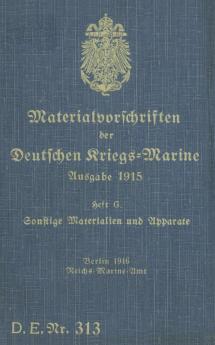 Materialvorschriften
der
Deutschen Kriegs-Marine
Ausgabe 1915
Heft G.
Sonstige Materialien und Apparate
Berlin 1916
Reichs-Marine-Amt
D. E. Nr. 313